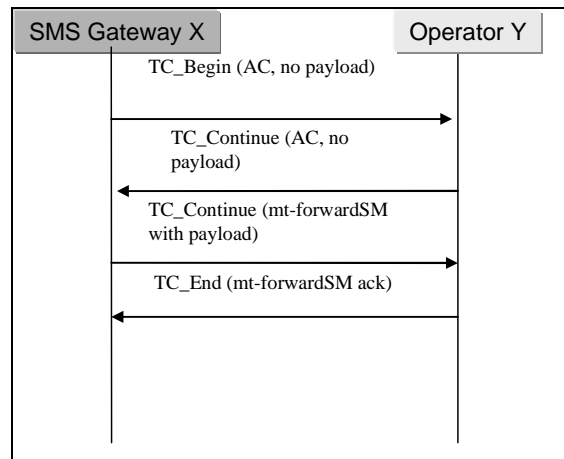 SMS Gateway X
Operator Y
TC_Begin (AC, no payload)
TC_Continue (AC, no
payload)
TC_Continue (mt-forwardSM
with payload)
TC_End (mt-forwardSM ack)